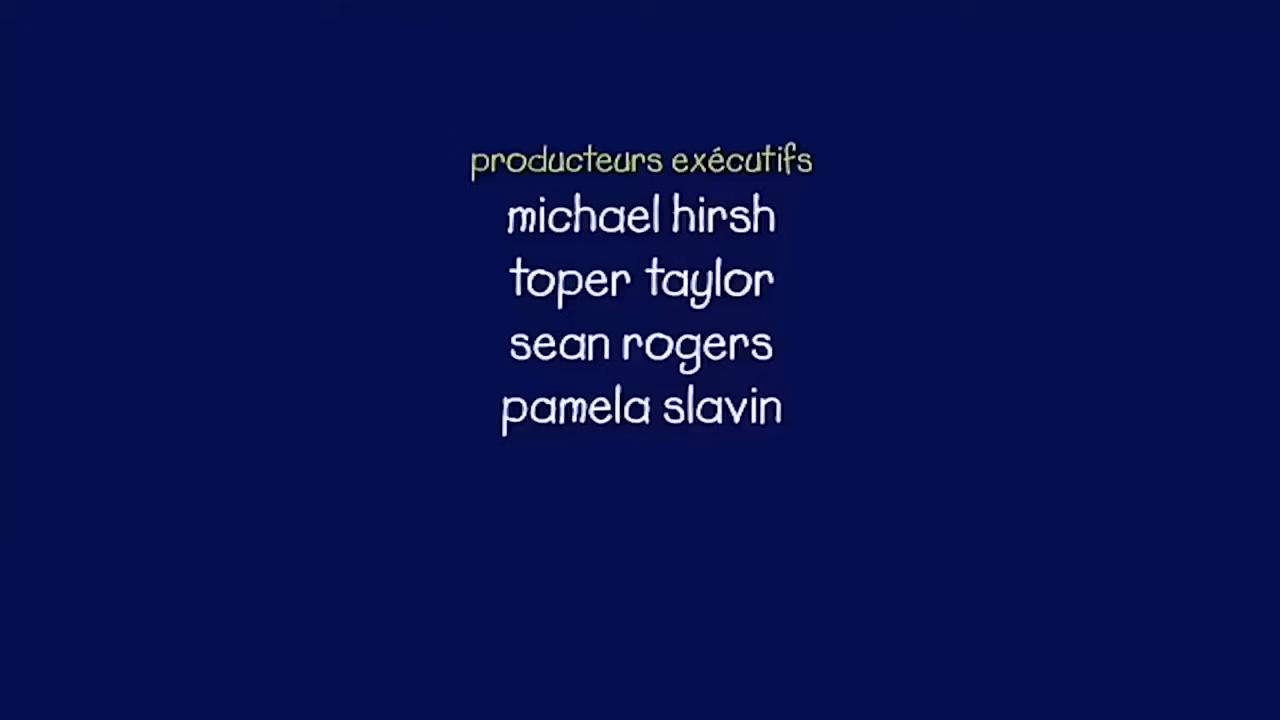 producteurs exécutifs
michael hirsh
toper taylor
sean rogers
pamela slavin